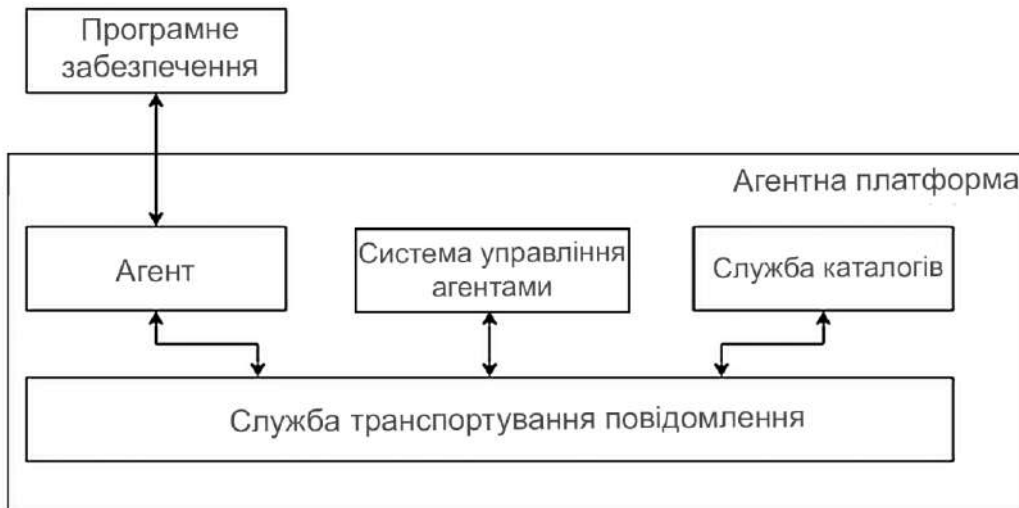 Програмне
забезпечення
Агентна платформа
Агент
Система управління
агентами
Служба каталогів
Служба транспортування повідомлення